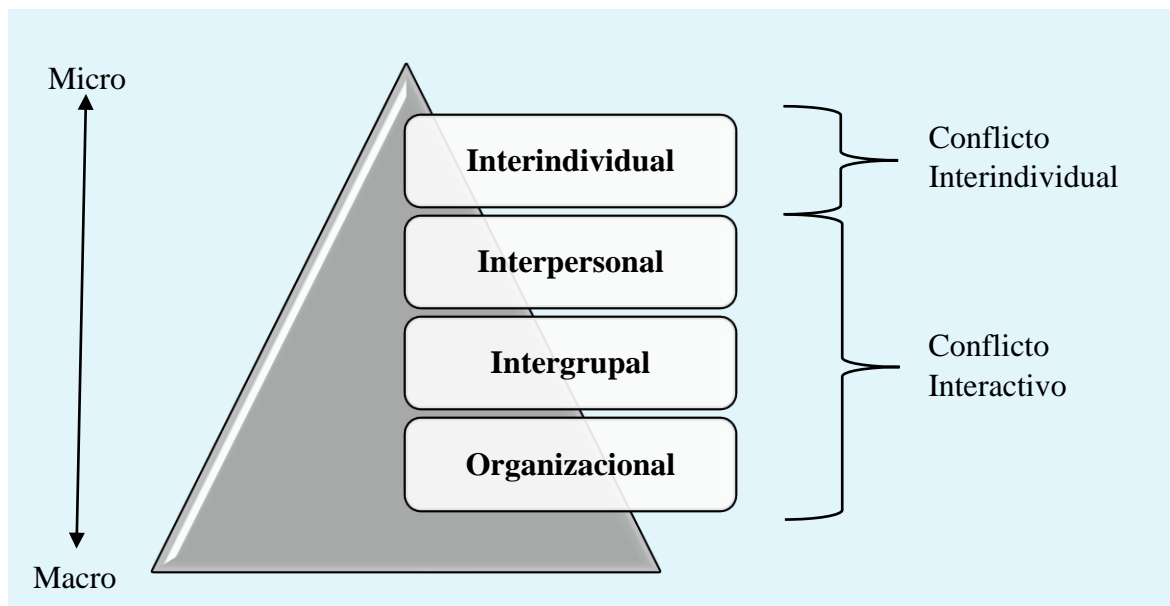 Micro
Interindividual
Conflicto
Interindividual
Interpersonal
Intergrupal
Conflicto
Interactivo
Organizacional
Macro